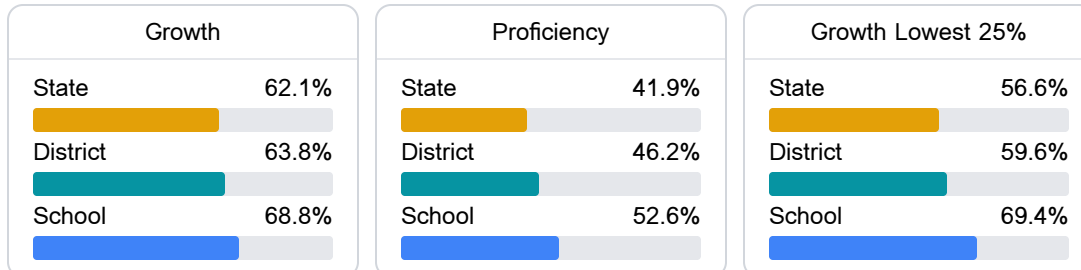 Growth
State 62.1%
District 63.8%
School 68.8%
Proficiency
State 41.9%
District 46.2%
School 52.6%
Growth Lowest 25%
State 56.6%
District 59.6%
School 69.4%